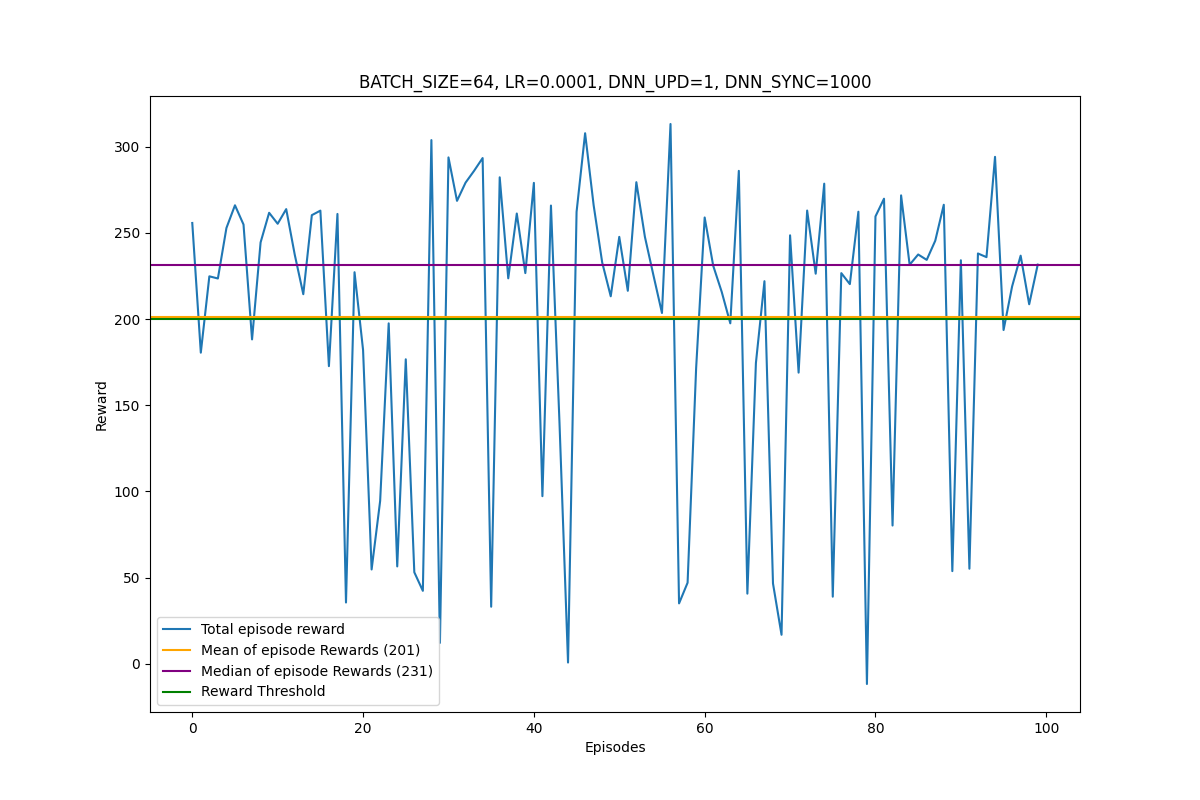 BATCH_SIZE=64, LR=0.0001, DNN_UPD=1, DNN_SYNC=1000
300
250
200
150
100
50
0
Reward
Total episode reward
Mean of episode Rewards (201)
Median of episode Rewards (231)
Reward Threshold
0 20 40 60 80 100
Episodes